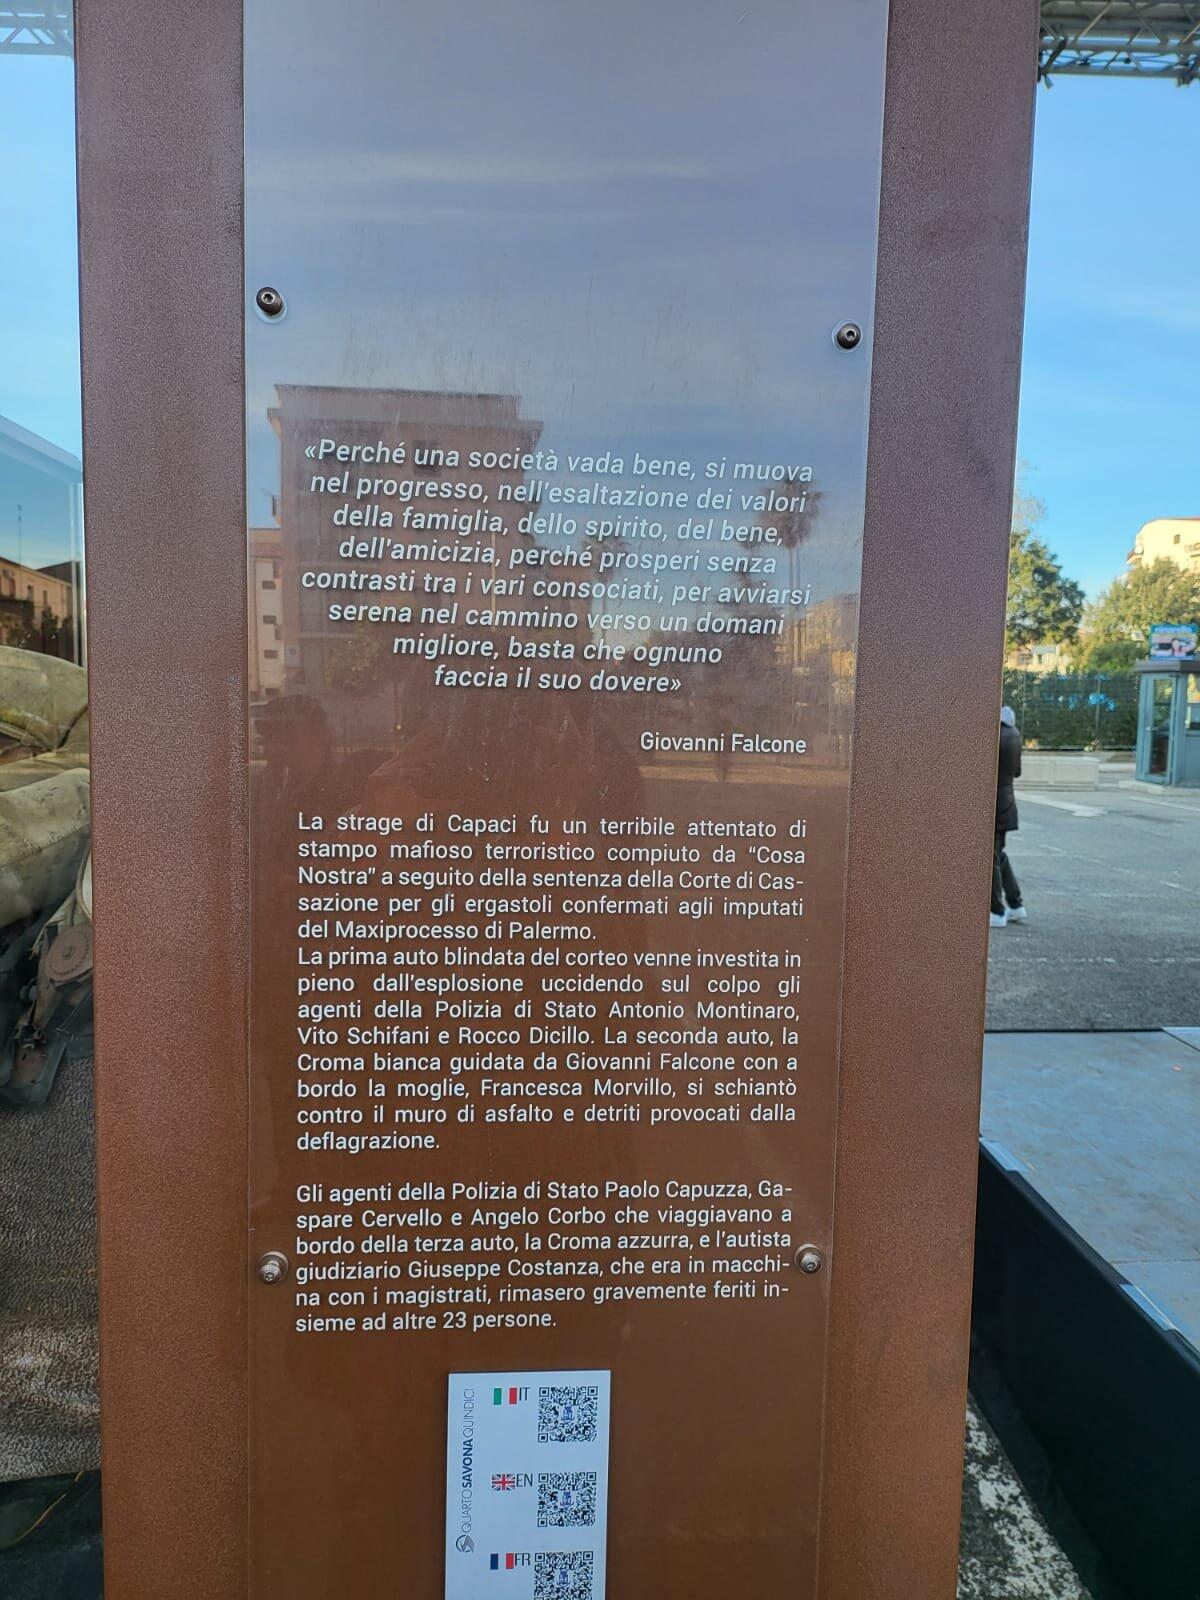 «Perché una società vada bene, si muova
nel progresso, nell'esaltazione dei valori
della famiglia, dello spirito, del bene,
dell'amicizia, perché prosperi senza
contrasti tra i vari consociati, per avviarsi
serena nel cammino verso un domani
migliore, basta che ognuno
faccia il suo dovere»
Giovanni Falcone
La strage di Capaci fu un terribile attentato di
stampo mafioso terroristico compiuto da “Cosa
Nostra” a seguito della sentenza della Corte di Cas-
sazione per gli ergastoli confermati agli imputati
del Maxiprocesso di Palermo.
La prima auto blindata del corteo venne investita in
pieno dall'esplosione uccidendo sul colpo gli
agenti della Polizia di Stato Antonio Montinaro,
Vito Schifani e Rocco Dicillo. La seconda auto, la
Croma bianca guidata da Giovanni Falcone con a
bordo la moglie, Francesca Morvillo, si schiantò
contro il muro di asfalto e detriti provocati dalla
deflagrazione.
Gli agenti della Polizia di Stato Paolo Capuzza, Ga-
spare Cervello e Angelo Corbo che viaggiavano a
bordo della terza auto, la Croma azzurra, e l'autista
giudiziario Giuseppe Costanza, che era in macchi-
na con i magistrati, rimasero gravemente feriti in-
sieme ad altre 23 persone.
QUARTOSAVONAQUINDICI
IT
EN
FR